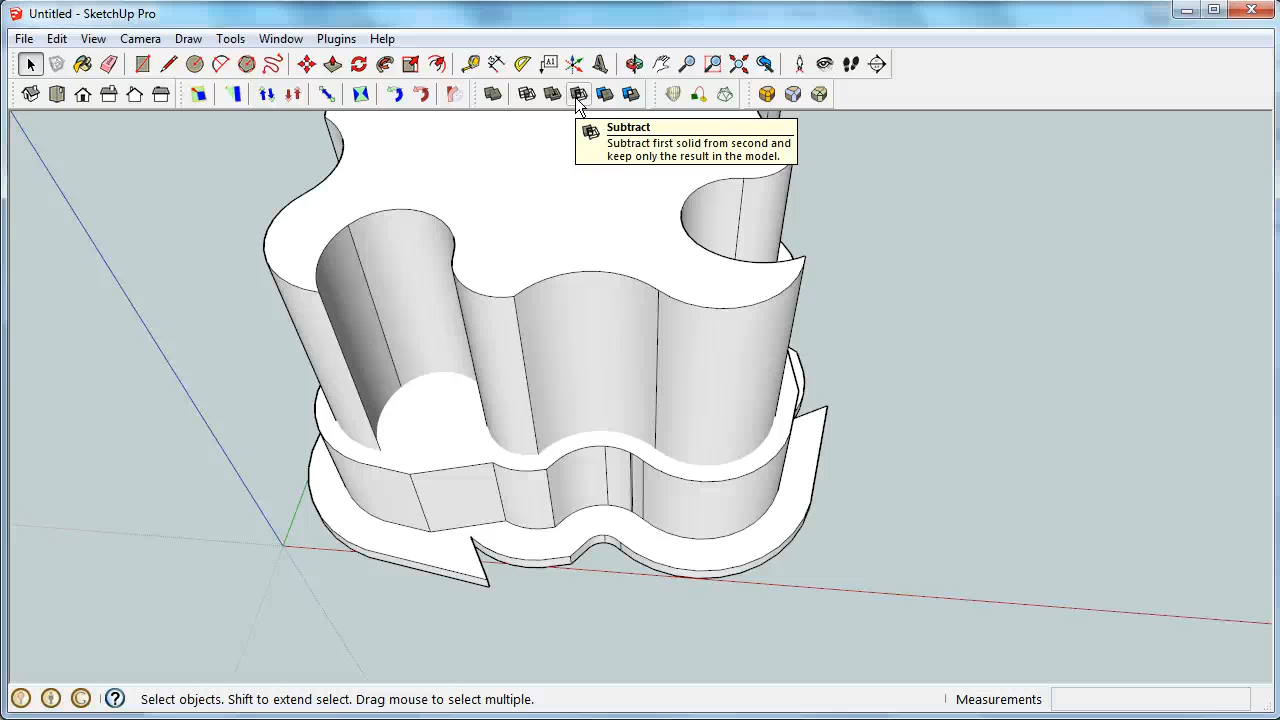 Untitled - SketchUp Pro
File Edit View Camera Draw Tools Window Plugins Help
A1
Subtract
Subtract first solid from second and
keep only the result in the model.
Select objects. Shift to extend select. Drag mouse to select multiple.
Measurements